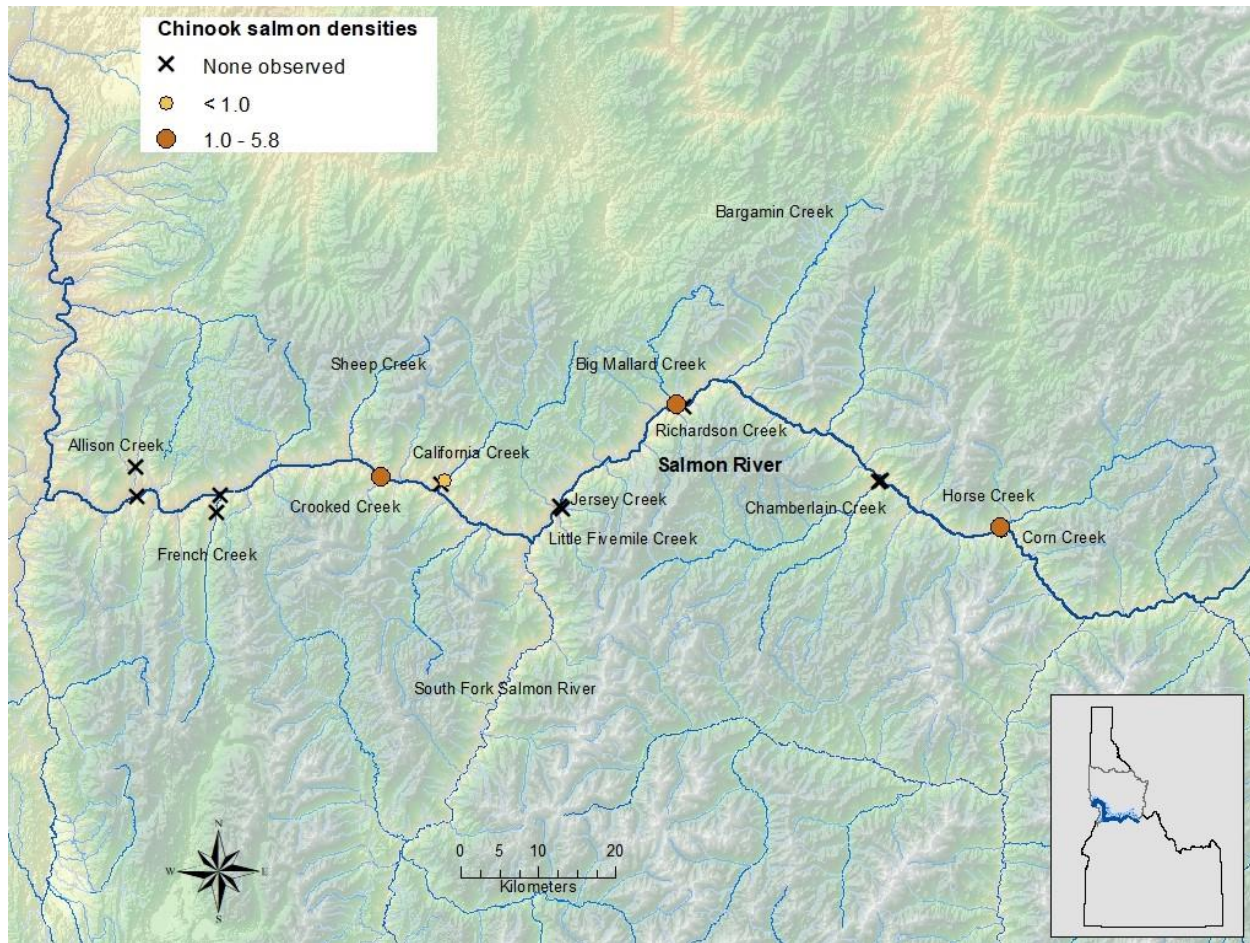 Chinook salmon densities
None observed
< 1.0
1.0 - 5.8
Bargamin Creek
Sheep Creek
Big Mallard Creek
Richardson Creek
Allison Creek
California Creek
Salmon River
Crooked Creek
Jersey Creek
Chamberlain Creek
Horse Creek
Little Fivemile Creek
Corn Creek
French Creek
South Fork Salmon River
N
W
E
S
0 5 10 20
Kilometers